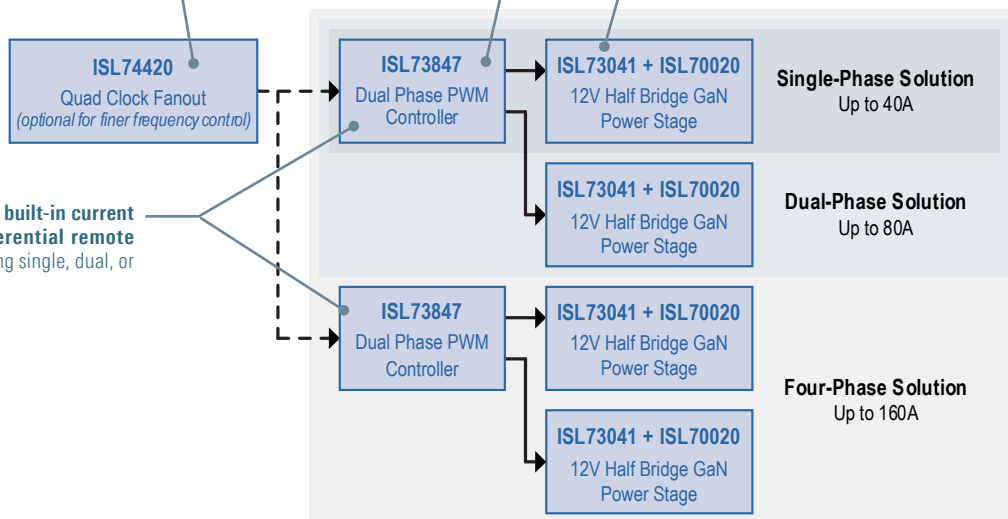 ISL74420
Quad Clock Fanout
(optional for finer frequency control)
ISL73847
Dual Phase PWM
Controller
ISL73041 + ISL70020
12V Half Bridge GaN
Power Stage
Single-Phase Solution
Up to 40A
ISL73041 + ISL70020
12V Half Bridge GaN
Power Stage
Dual-Phase Solution
Up to 80A
built-in current
erential remote
ng single, dual, or
ISL73847
Dual Phase PWM
Controller
ISL73041 + ISL70020
12V Half Bridge GaN
Power Stage
ISL73041 + ISL70020
12V Half Bridge GaN
Power Stage
Four-Phase Solution
Up to 160A